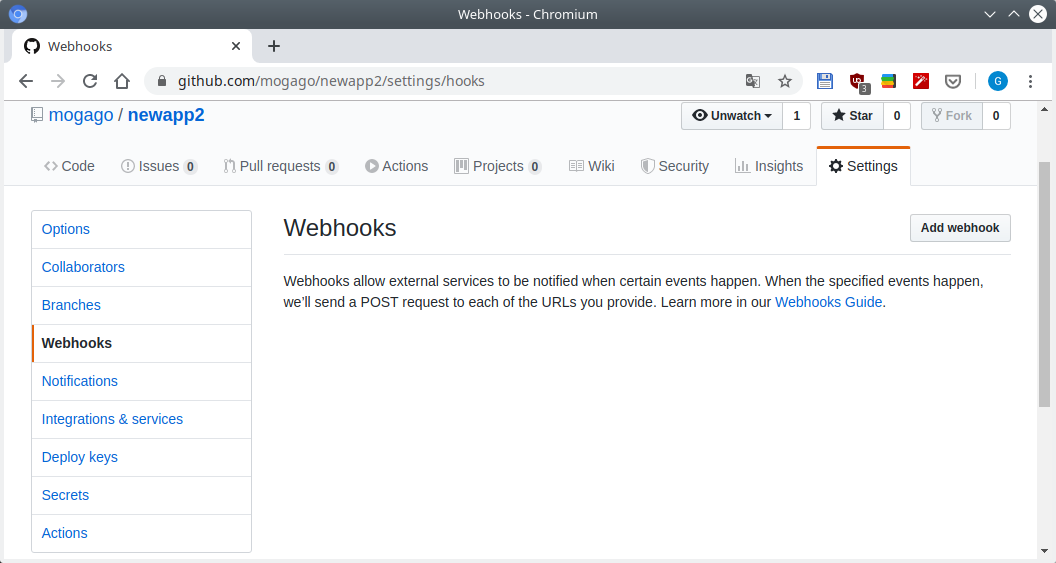 Webhooks - Chromium
Webhooks
github.com/mogago/newapp2/settings/hooks
3
G
mogago / newapp2
Unwatch 1 Star 0 Fork 0
Code Issues 0 Pull requests 0 Actions Projects 0 Wiki Security Insights Settings
Options
Collaborators
Branches
Webhooks
Notifications
Integrations & services
Deploy keys
Secrets
Actions
Webhooks
Add webhook
Webhooks allow external services to be notified when certain events happen. When the specified events happen,
we’ll send a POST request to each of the URLs you provide. Learn more in our Webhooks Guide.